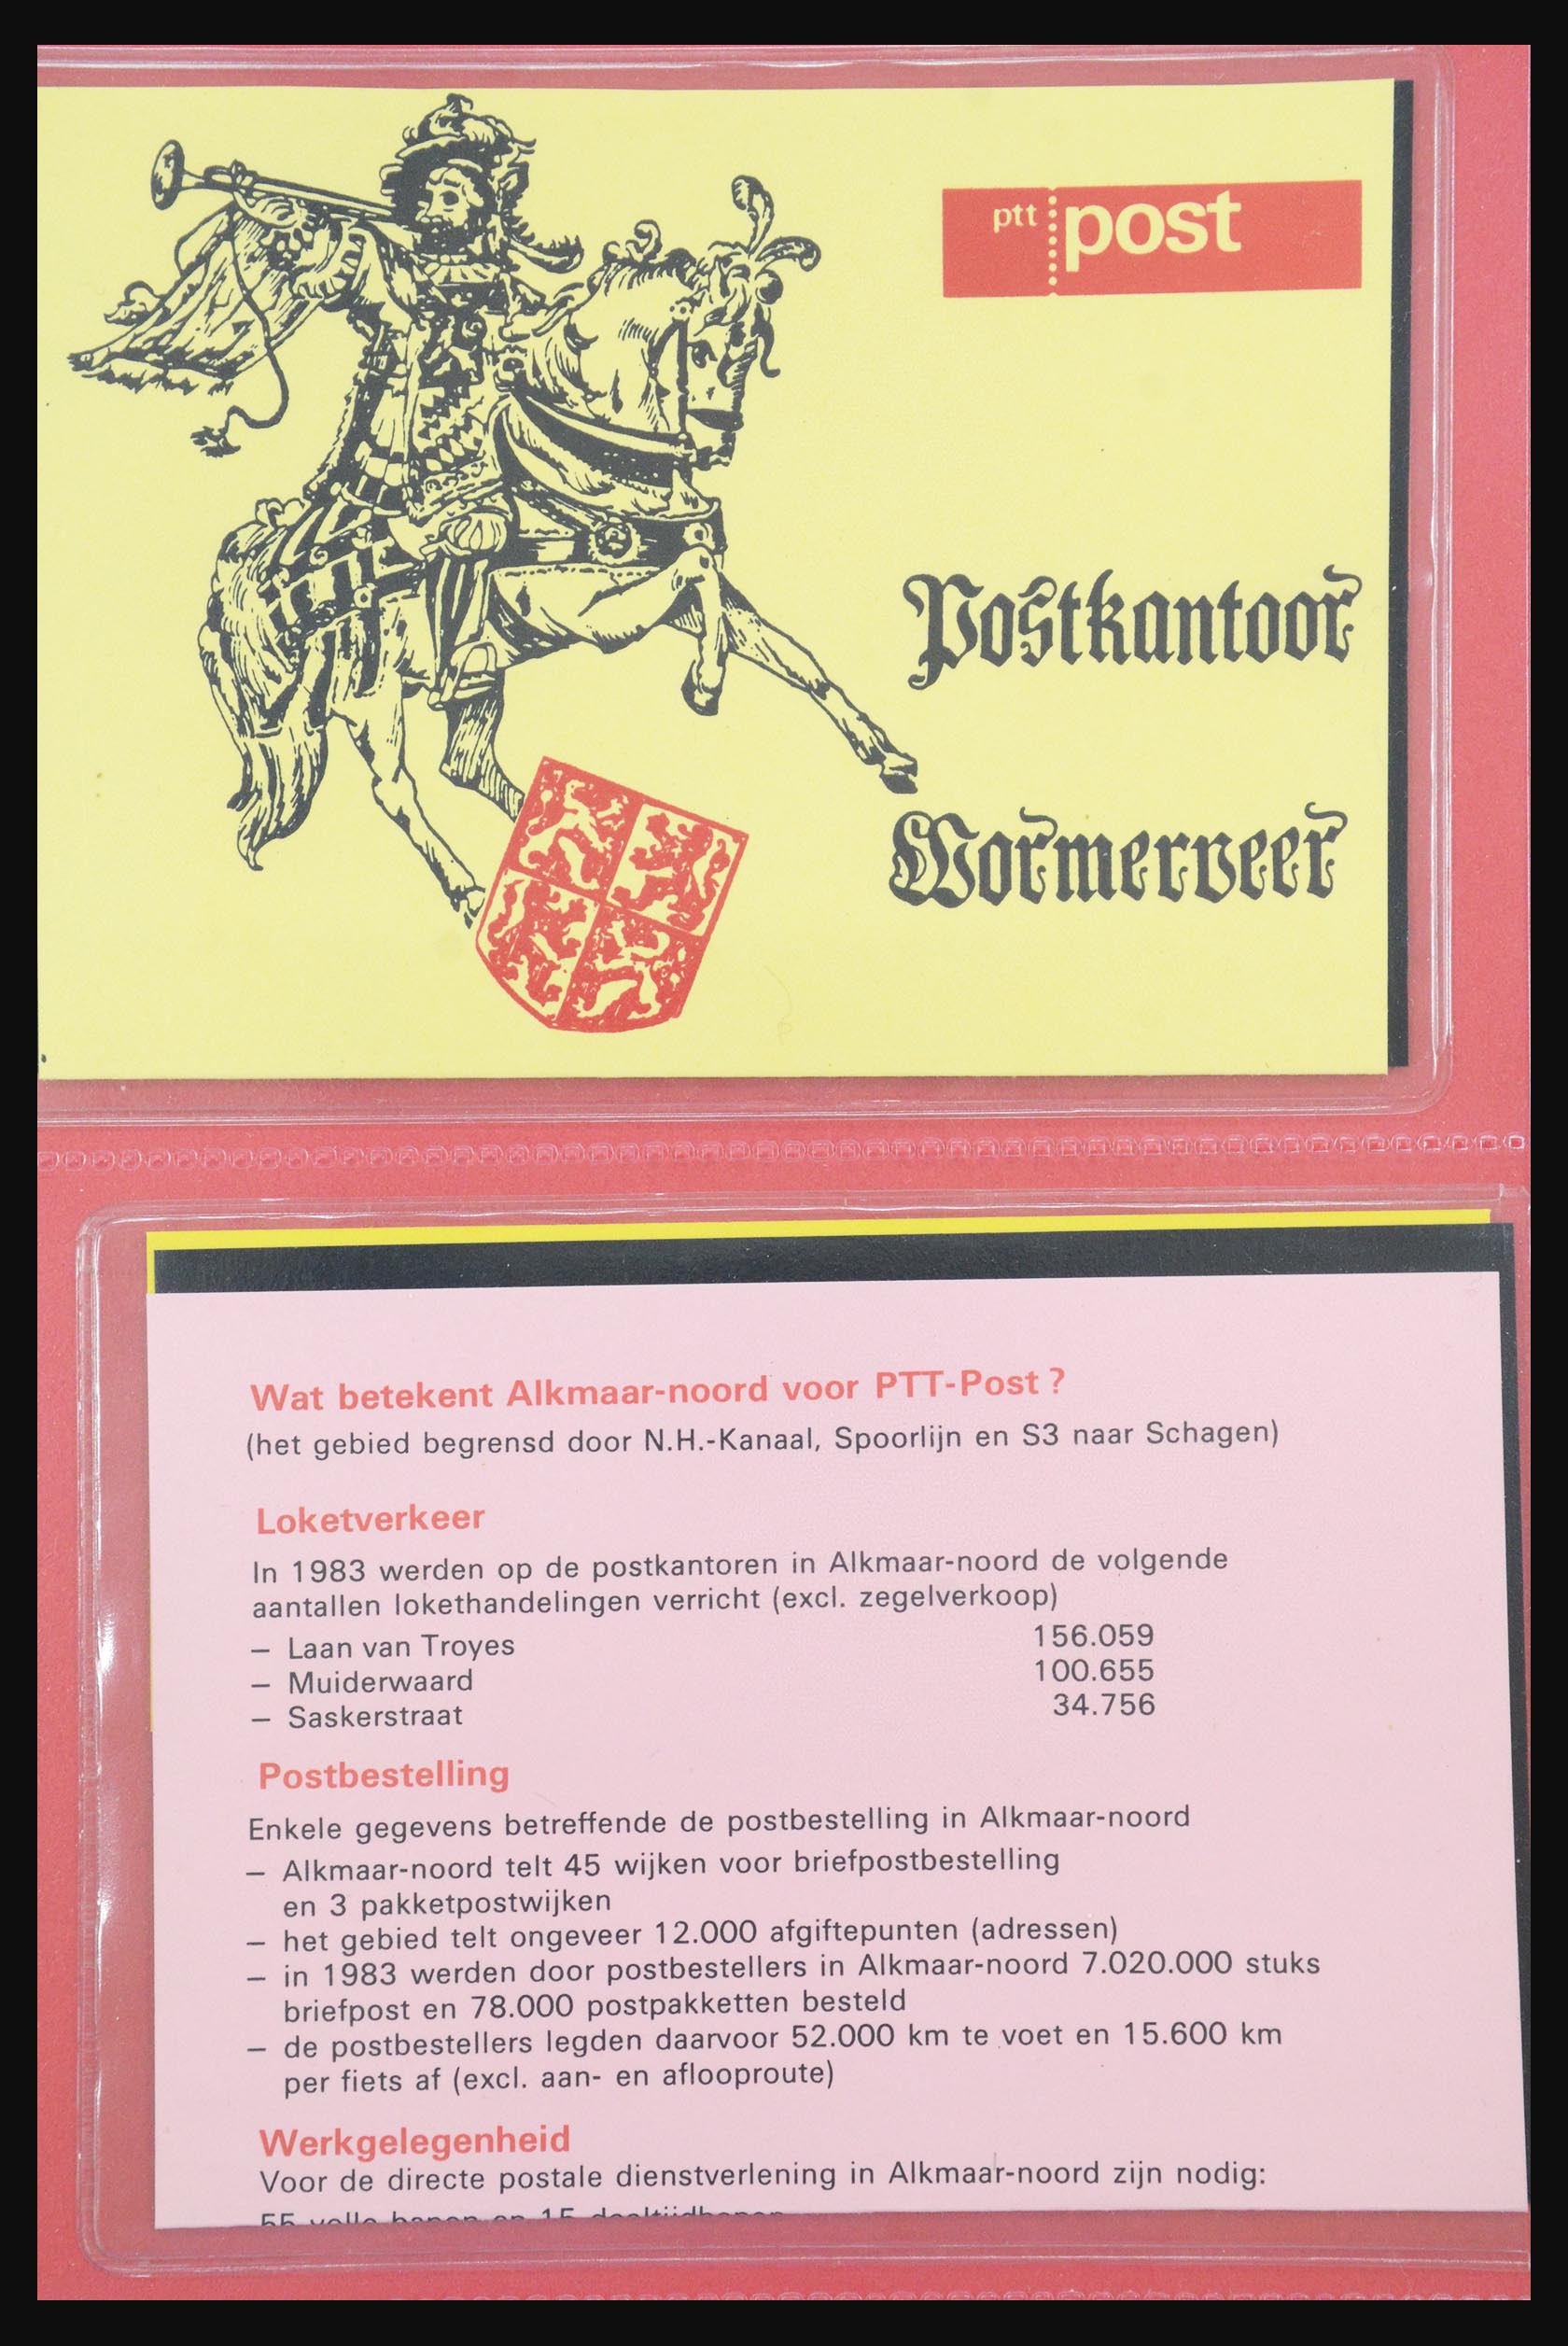 ptt post
Postkantoor
Wormerveer
Wat betekent Alkmaar-noord voor PTT-Post ?
(het gebied begrensd door N.H.-Kanaal, Spoorlijn en S3 naar Schagen)
Loketverkeer
In 1983 werden op de postkantoren in Alkmaar-noord de volgende
aantallen lokethandelingen verricht (excl. zegelverkoop)
– Laan van Troyes 156.059
– Muiderwaard 100.655
– Saskerstraat 34.756
Postbestelling
Enkele gegevens betreffende de postbestelling in Alkmaar-noord
– Alkmaar-noord telt 45 wijken voor briefpostbestelling
en 3 pakketpostwijken
– het gebied telt ongeveer 12.000 afgiftepunten (adressen)
– in 1983 werden door postbestellers in Alkmaar-noord 7.020.000 stuks
briefpost en 78.000 postpakketten besteld
– de postbestellers legden daarvoor 52.000 km te voet en 15.600 km
per fiets af (excl. aan- en aflooproute)
Werkgelegenheid
Voor de directe postale dienstverlening in Alkmaar-noord zijn nodig:
55 volle banen en 15 deeltijdbanen